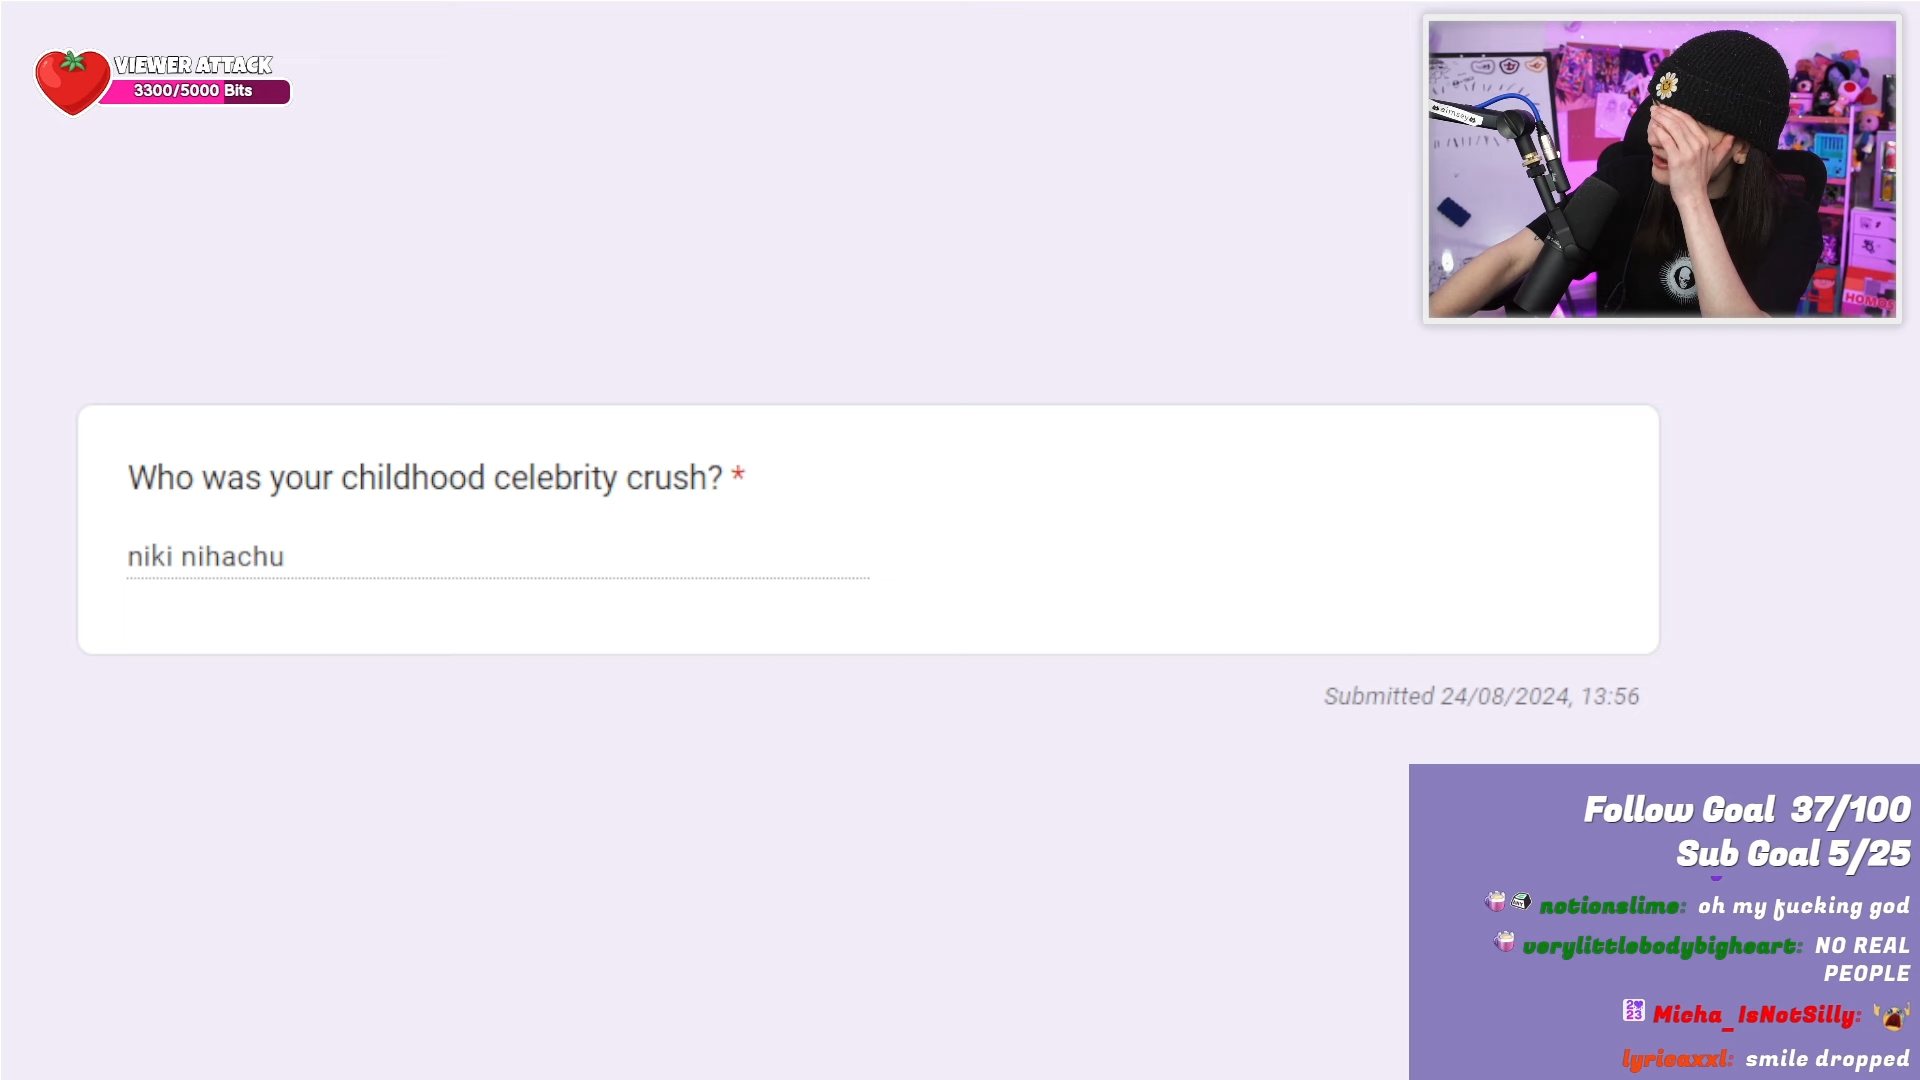 VIEWER ATTACK
3300/5000 Bits
aimsey
HOMOS
Who was your childhood celebrity crush? *
niki nihachu
Submitted 24/08/2024, 13:56
Follow Goal 37/100
Sub Goal 5/25
notionslime: oh my fucking god
verylittlebodybigheart: NO REAL
PEOPLE
Micha_IsNotSilly:
lyricaxxl: smile dropped